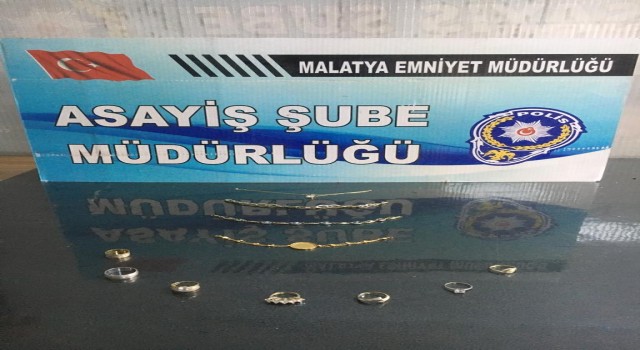 MALATYA EMNİYET MÜDÜRLÜĞÜ
ASAYİŞ ŞUBE
MÜDÜRLÜĞÜ
POLİS